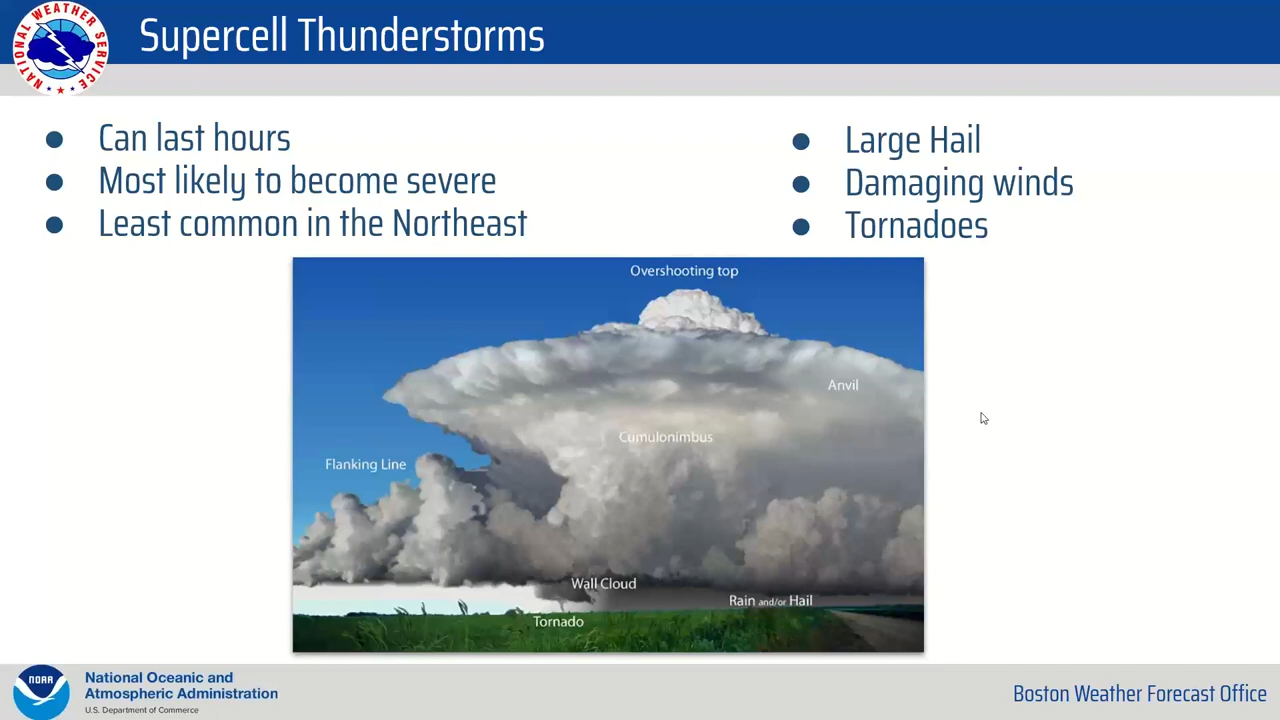 NATIONAL WEATHER SERVICE
Supercell Thunderstorms
● Can last hours
● Most likely to become severe
● Least common in the Northeast
● Large Hail
● Damaging winds
● Tornadoes
Overshooting top
Anvil
Cumulonimbus
Flanking Line
Wall Cloud
Rain and/or Hail
Tornado
NOAA
National Oceanic and
Atmospheric Administration
U.S. Department of Commerce
Boston Weather Forecast Office